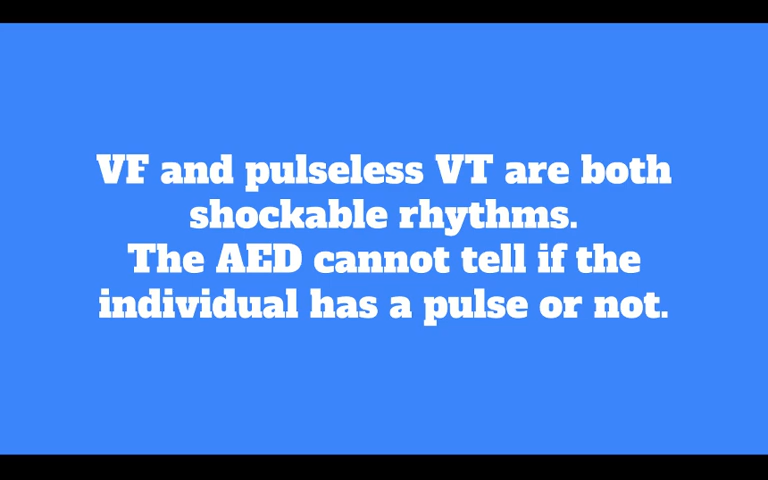 VF and pulseless VT are both
shockable rhythms.
The AED cannot tell if the
individual has a pulse or not.